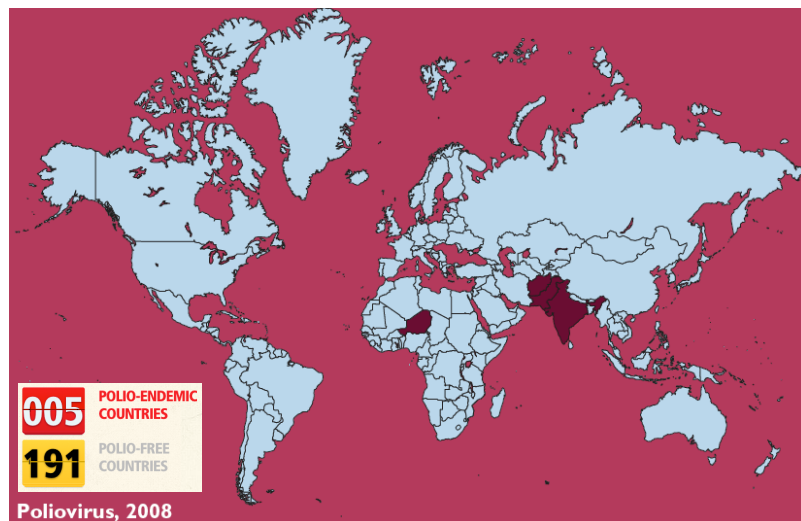 005
POLIO-ENDEMIC
COUNTRIES
191
POLIO-FREE
COUNTRIES
Poliovirus, 2008